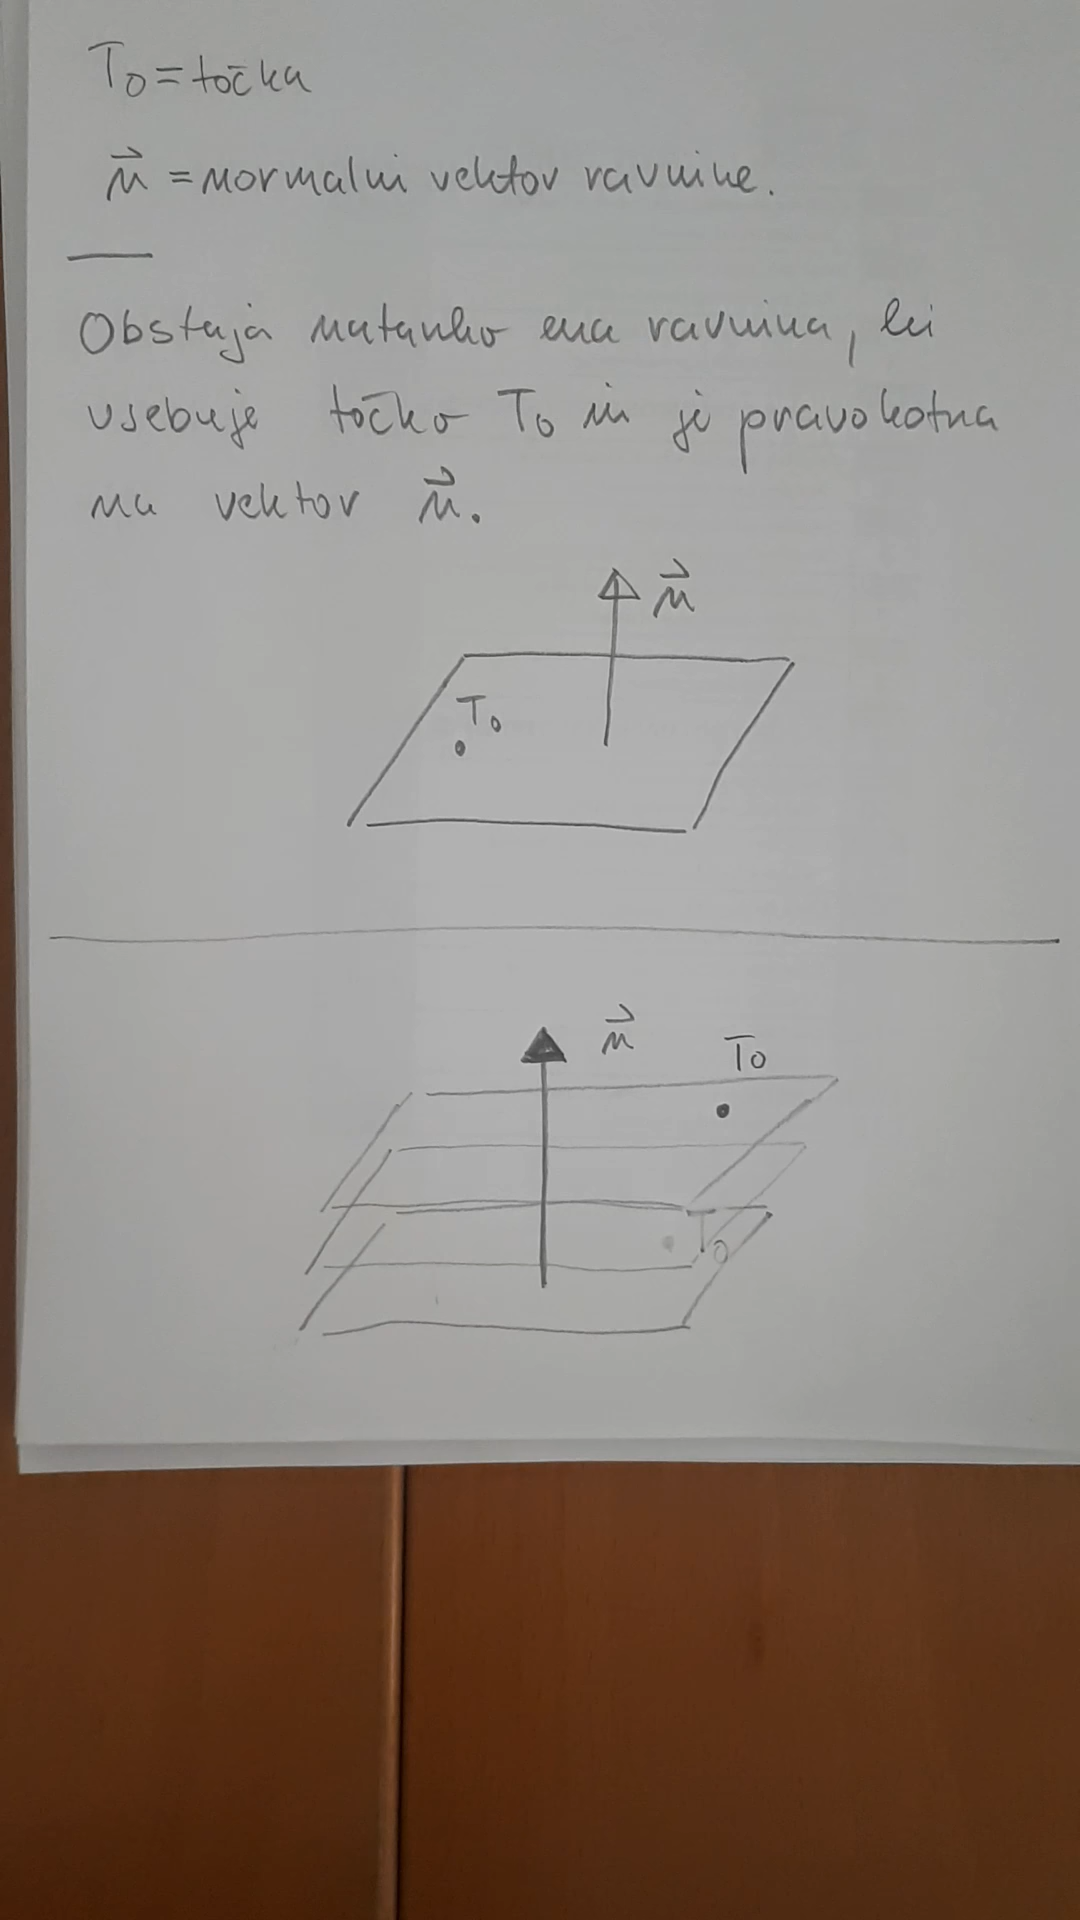 T₀ = točka
n⃗ = normalni vektor ravnine.
Obstaja natanko ena ravnina, ki
vsebuje točko T₀ in je pravokotna
na vektor n⃗.
n⃗
T₀
n⃗
T₀
T₀